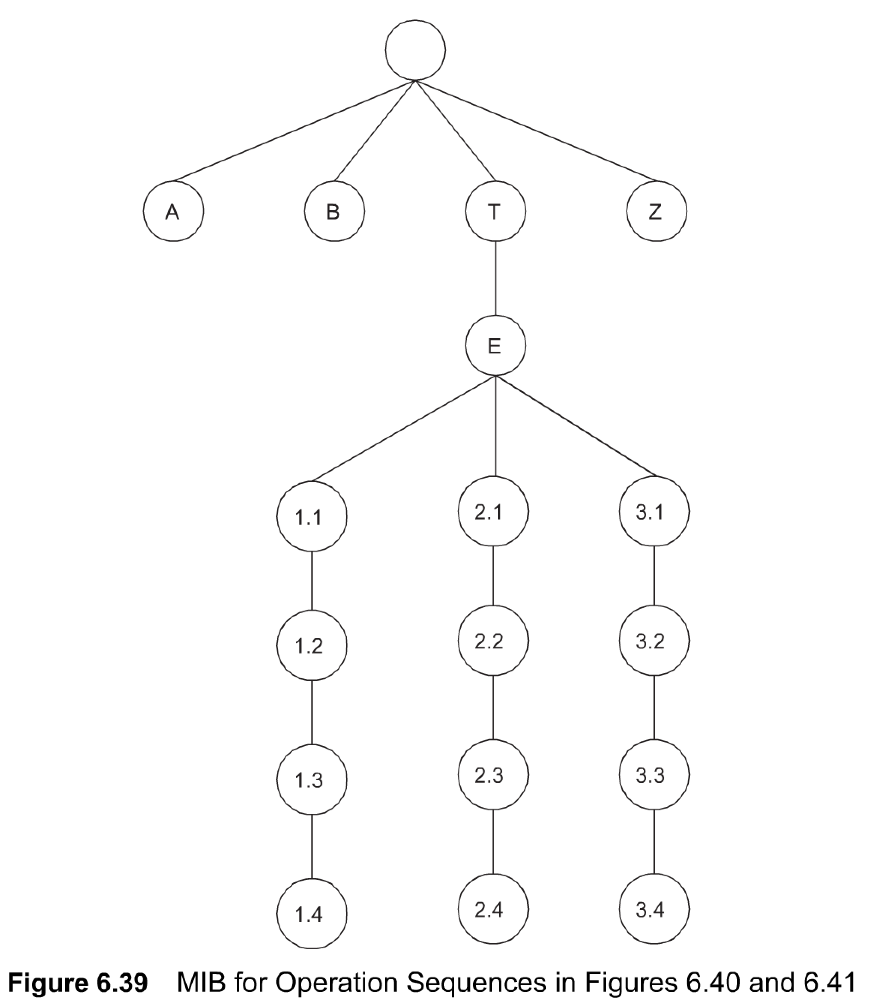 A B T Z
E
1.1 2.1 3.1
1.2 2.2 3.2
1.3 2.3 3.3
1.4 2.4 3.4
Figure 6.39 MIB for Operation Sequences in Figures 6.40 and 6.41